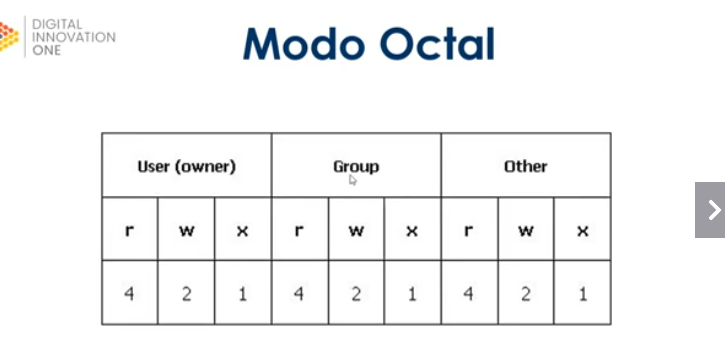 DIGITAL
INNOVATION
ONE
Modo Octal
User (owner) Group Other
r w x r w x r w x
4 2 1 4 2 1 4 2 1